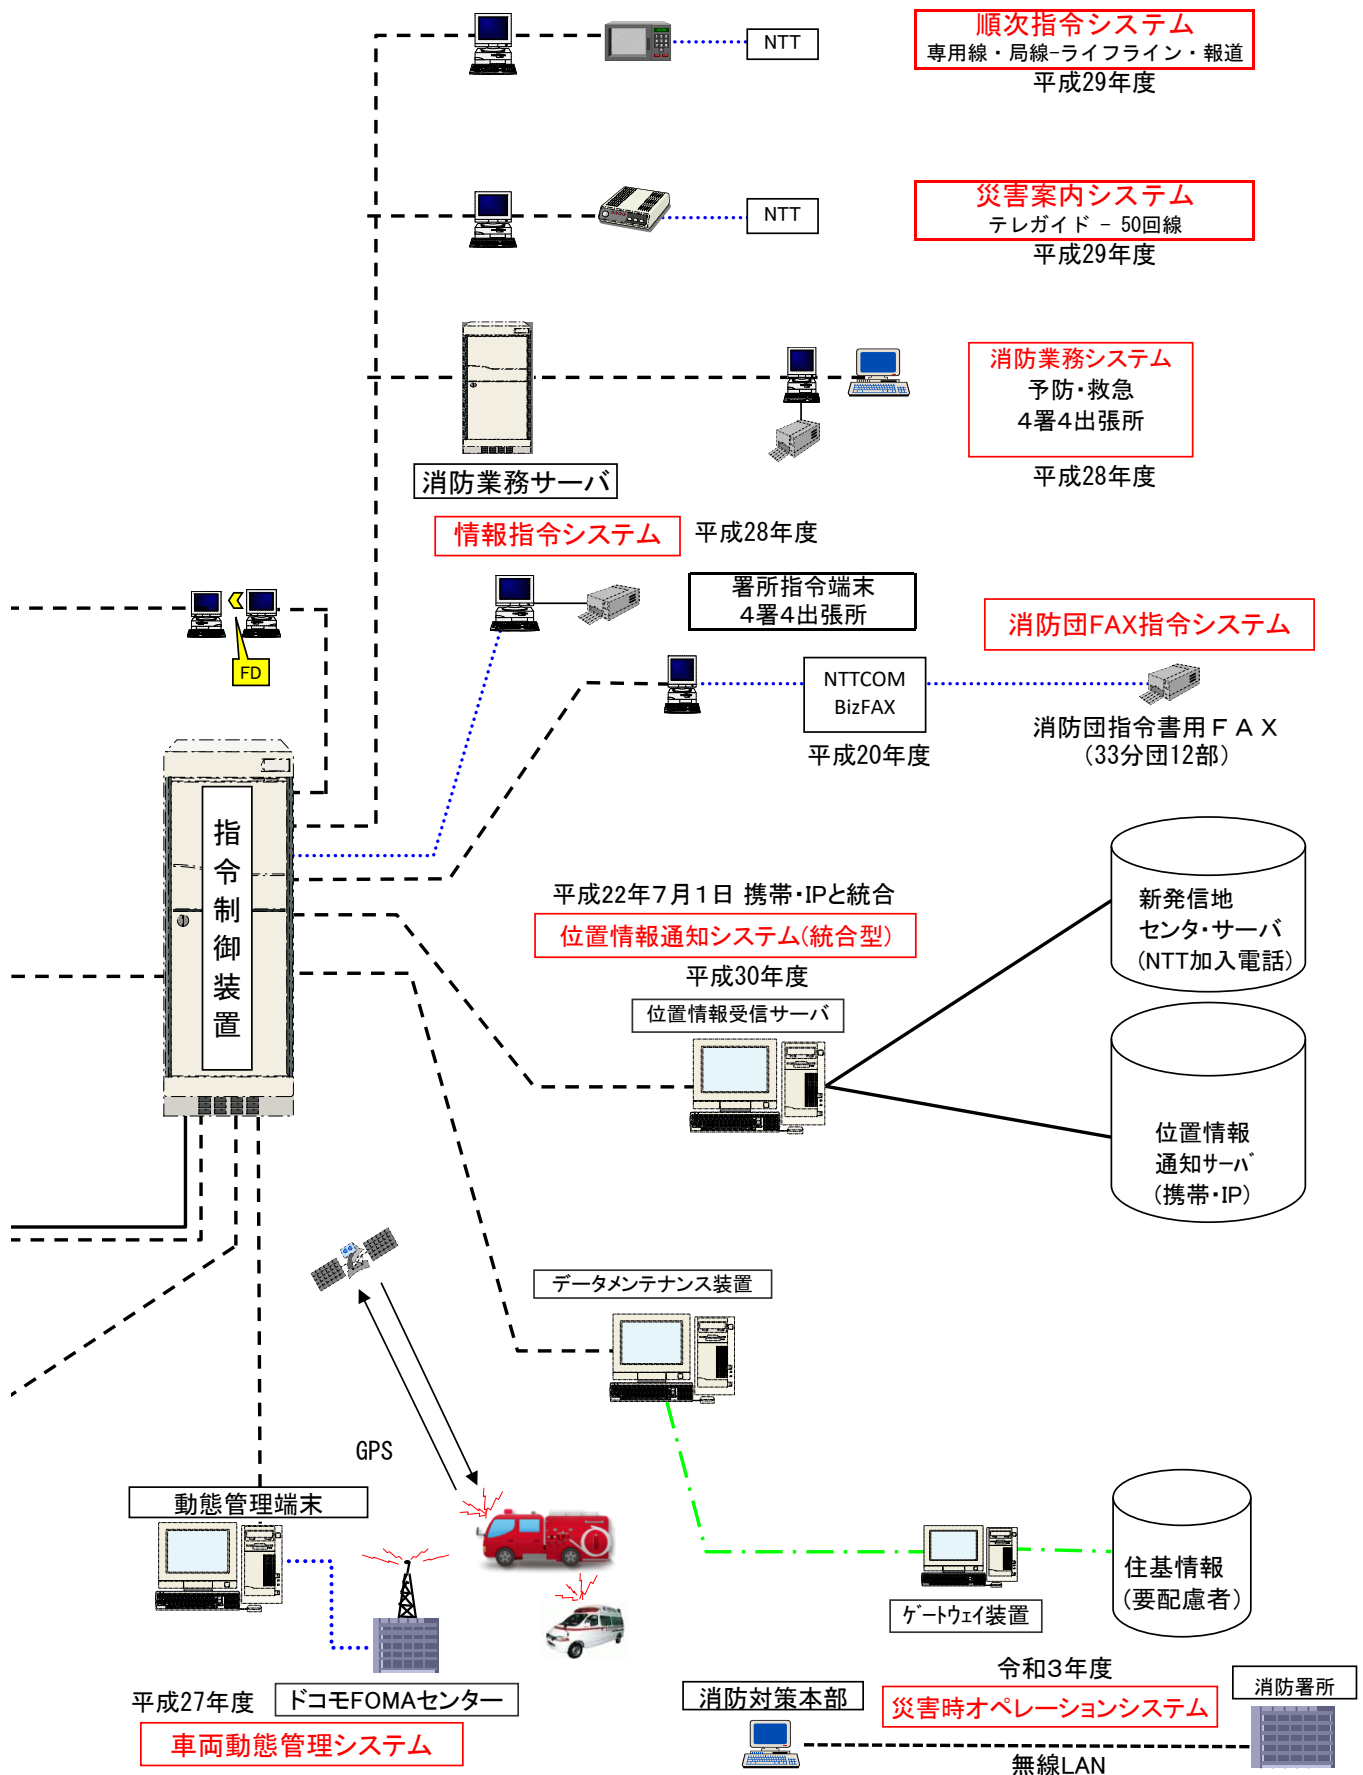 NTT
順次指令システム
専用線・局線-ライフライン・報道
平成29年度
NTT
災害案内システム
テレガイド － 50回線
平成29年度
消防業務システム
予防・救急
4署4出張所
平成28年度
消防業務サーバ
情報指令システム
平成28年度
署所指令端末
4署4出張所
FD
消防団FAX指令システム
NTTCOM
BizFAX
平成20年度
消防団指令書用ＦＡＸ
(33分団12部)
指令制御装置
平成22年7月1日 携帯・IPと統合
位置情報通知システム(統合型)
平成30年度
位置情報受信サーバ
新発信地
センタ・サーバ
(NTT加入電話)
位置情報
通知ｻｰﾊﾞ
(携帯・IP)
データメンテナンス装置
GPS
動態管理端末
住基情報
(要配慮者)
ｹﾞｰﾄｳｪｲ装置
平成27年度
ドコモFOMAセンター
車両動態管理システム
令和3年度
消防対策本部
災害時オペレーションシステム
消防署所
無線LAN